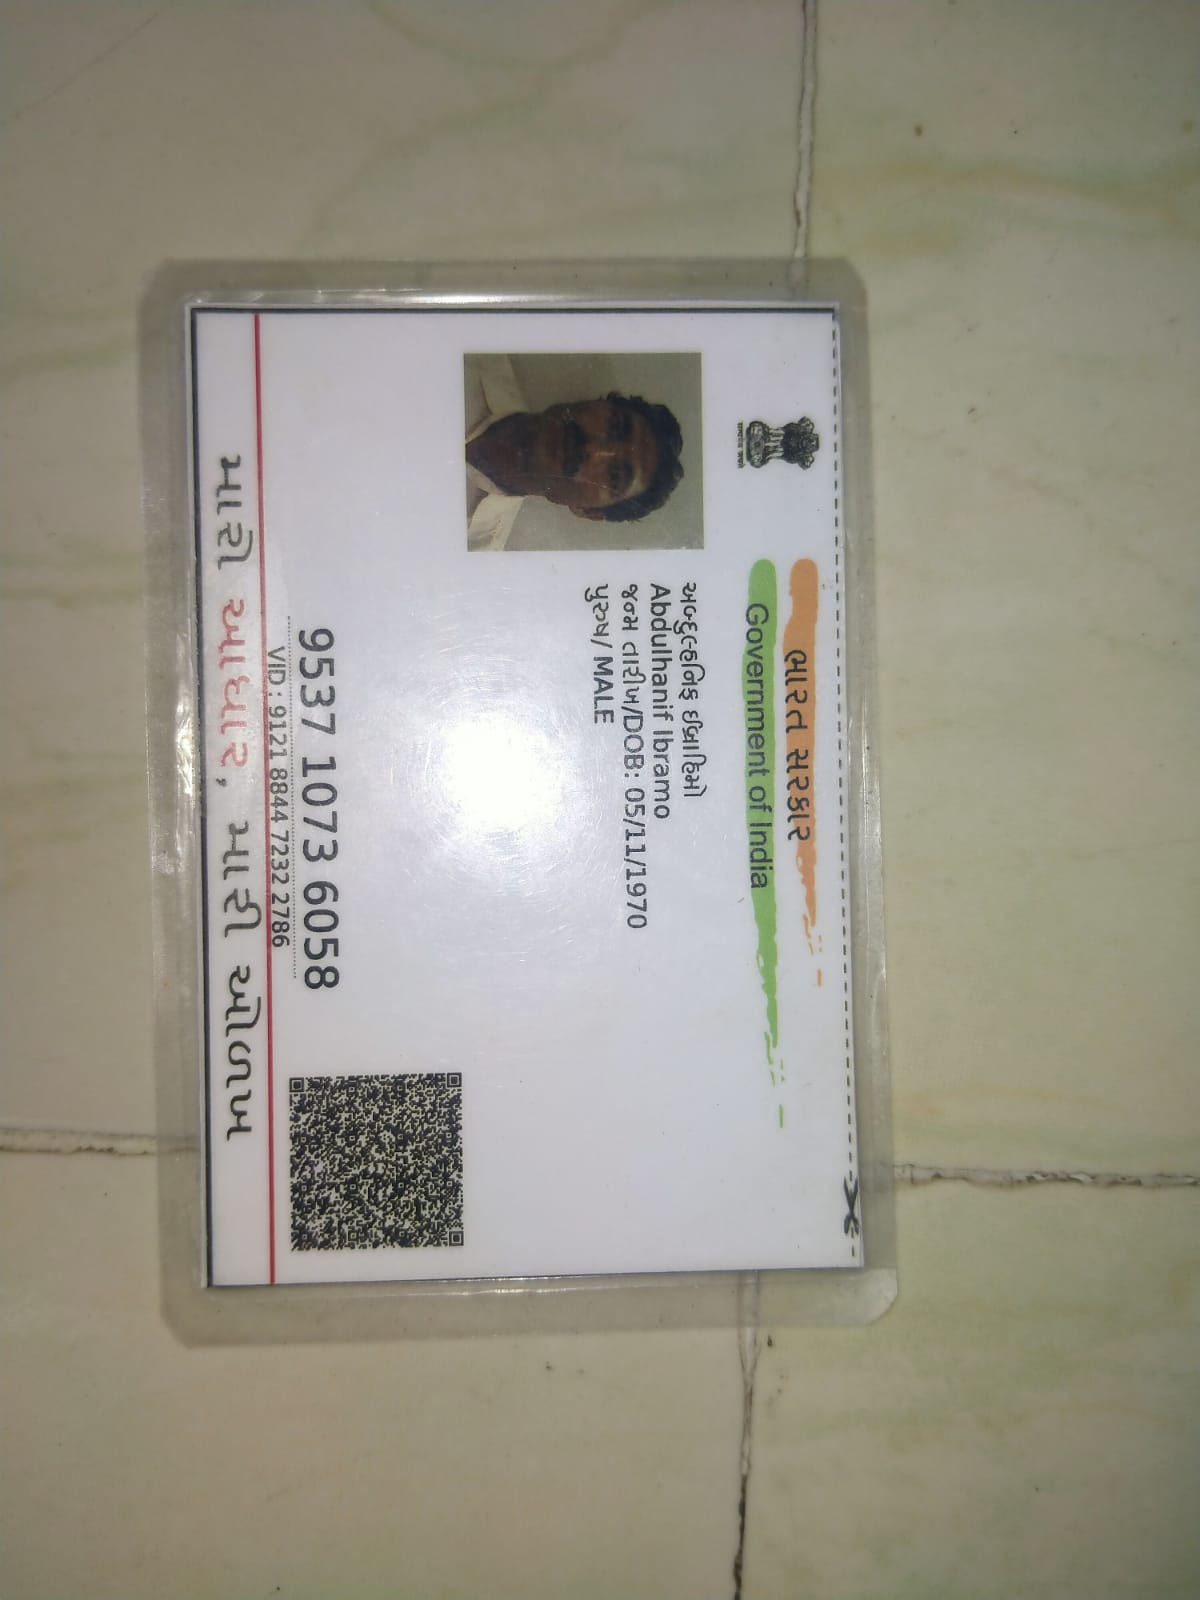 ભારત સરકાર
Government of India
અબ્દુલ્હનિફ ઈબ્રાહિમો
Abdulhanif Ibramo
જન્મ તારીખ/DOB: 05/11/1970
પુરુષ/ MALE
9537 1073 6058
VID : 9121 8844 7232 2786
મારો આધાર, મારી ઓળખ